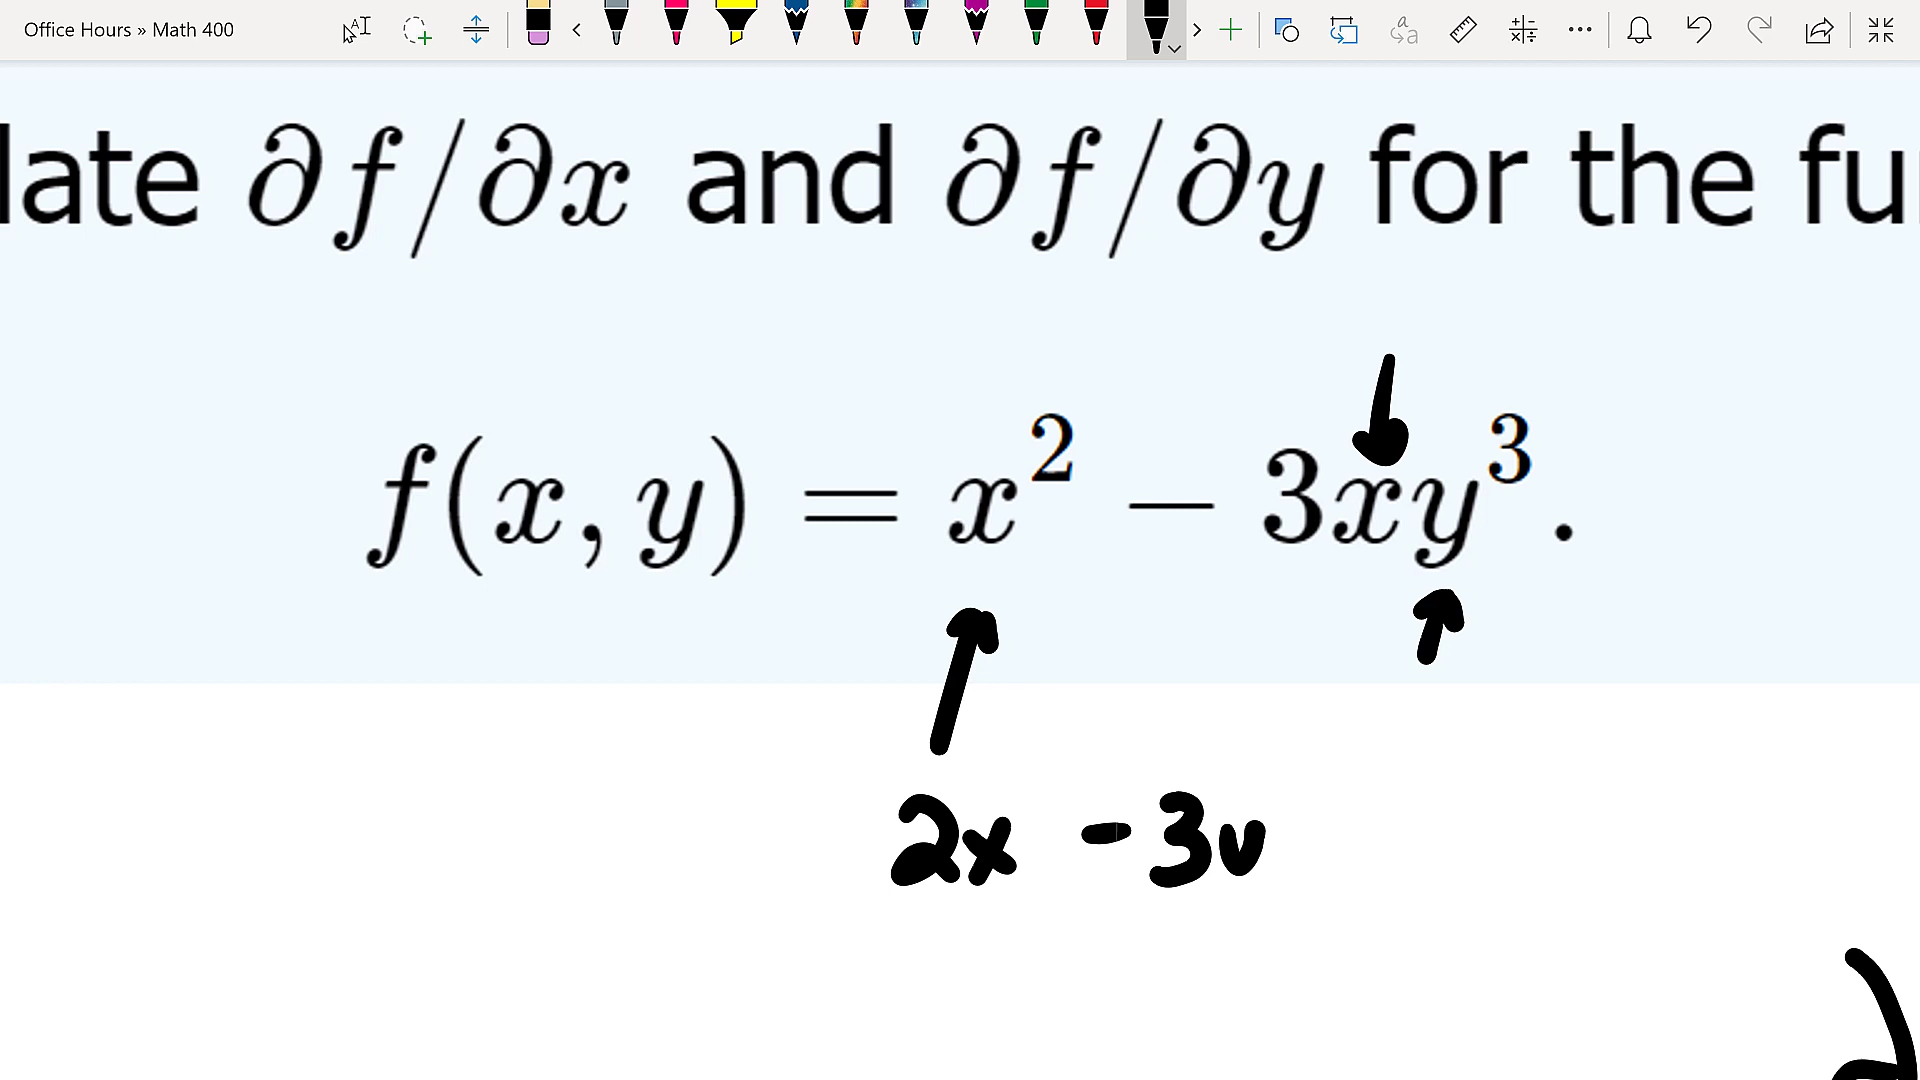 Office Hours » Math 400
late ∂f/∂x and ∂f/∂y for the fu
f(x, y) = x² − 3xy³ .
2x - 3v